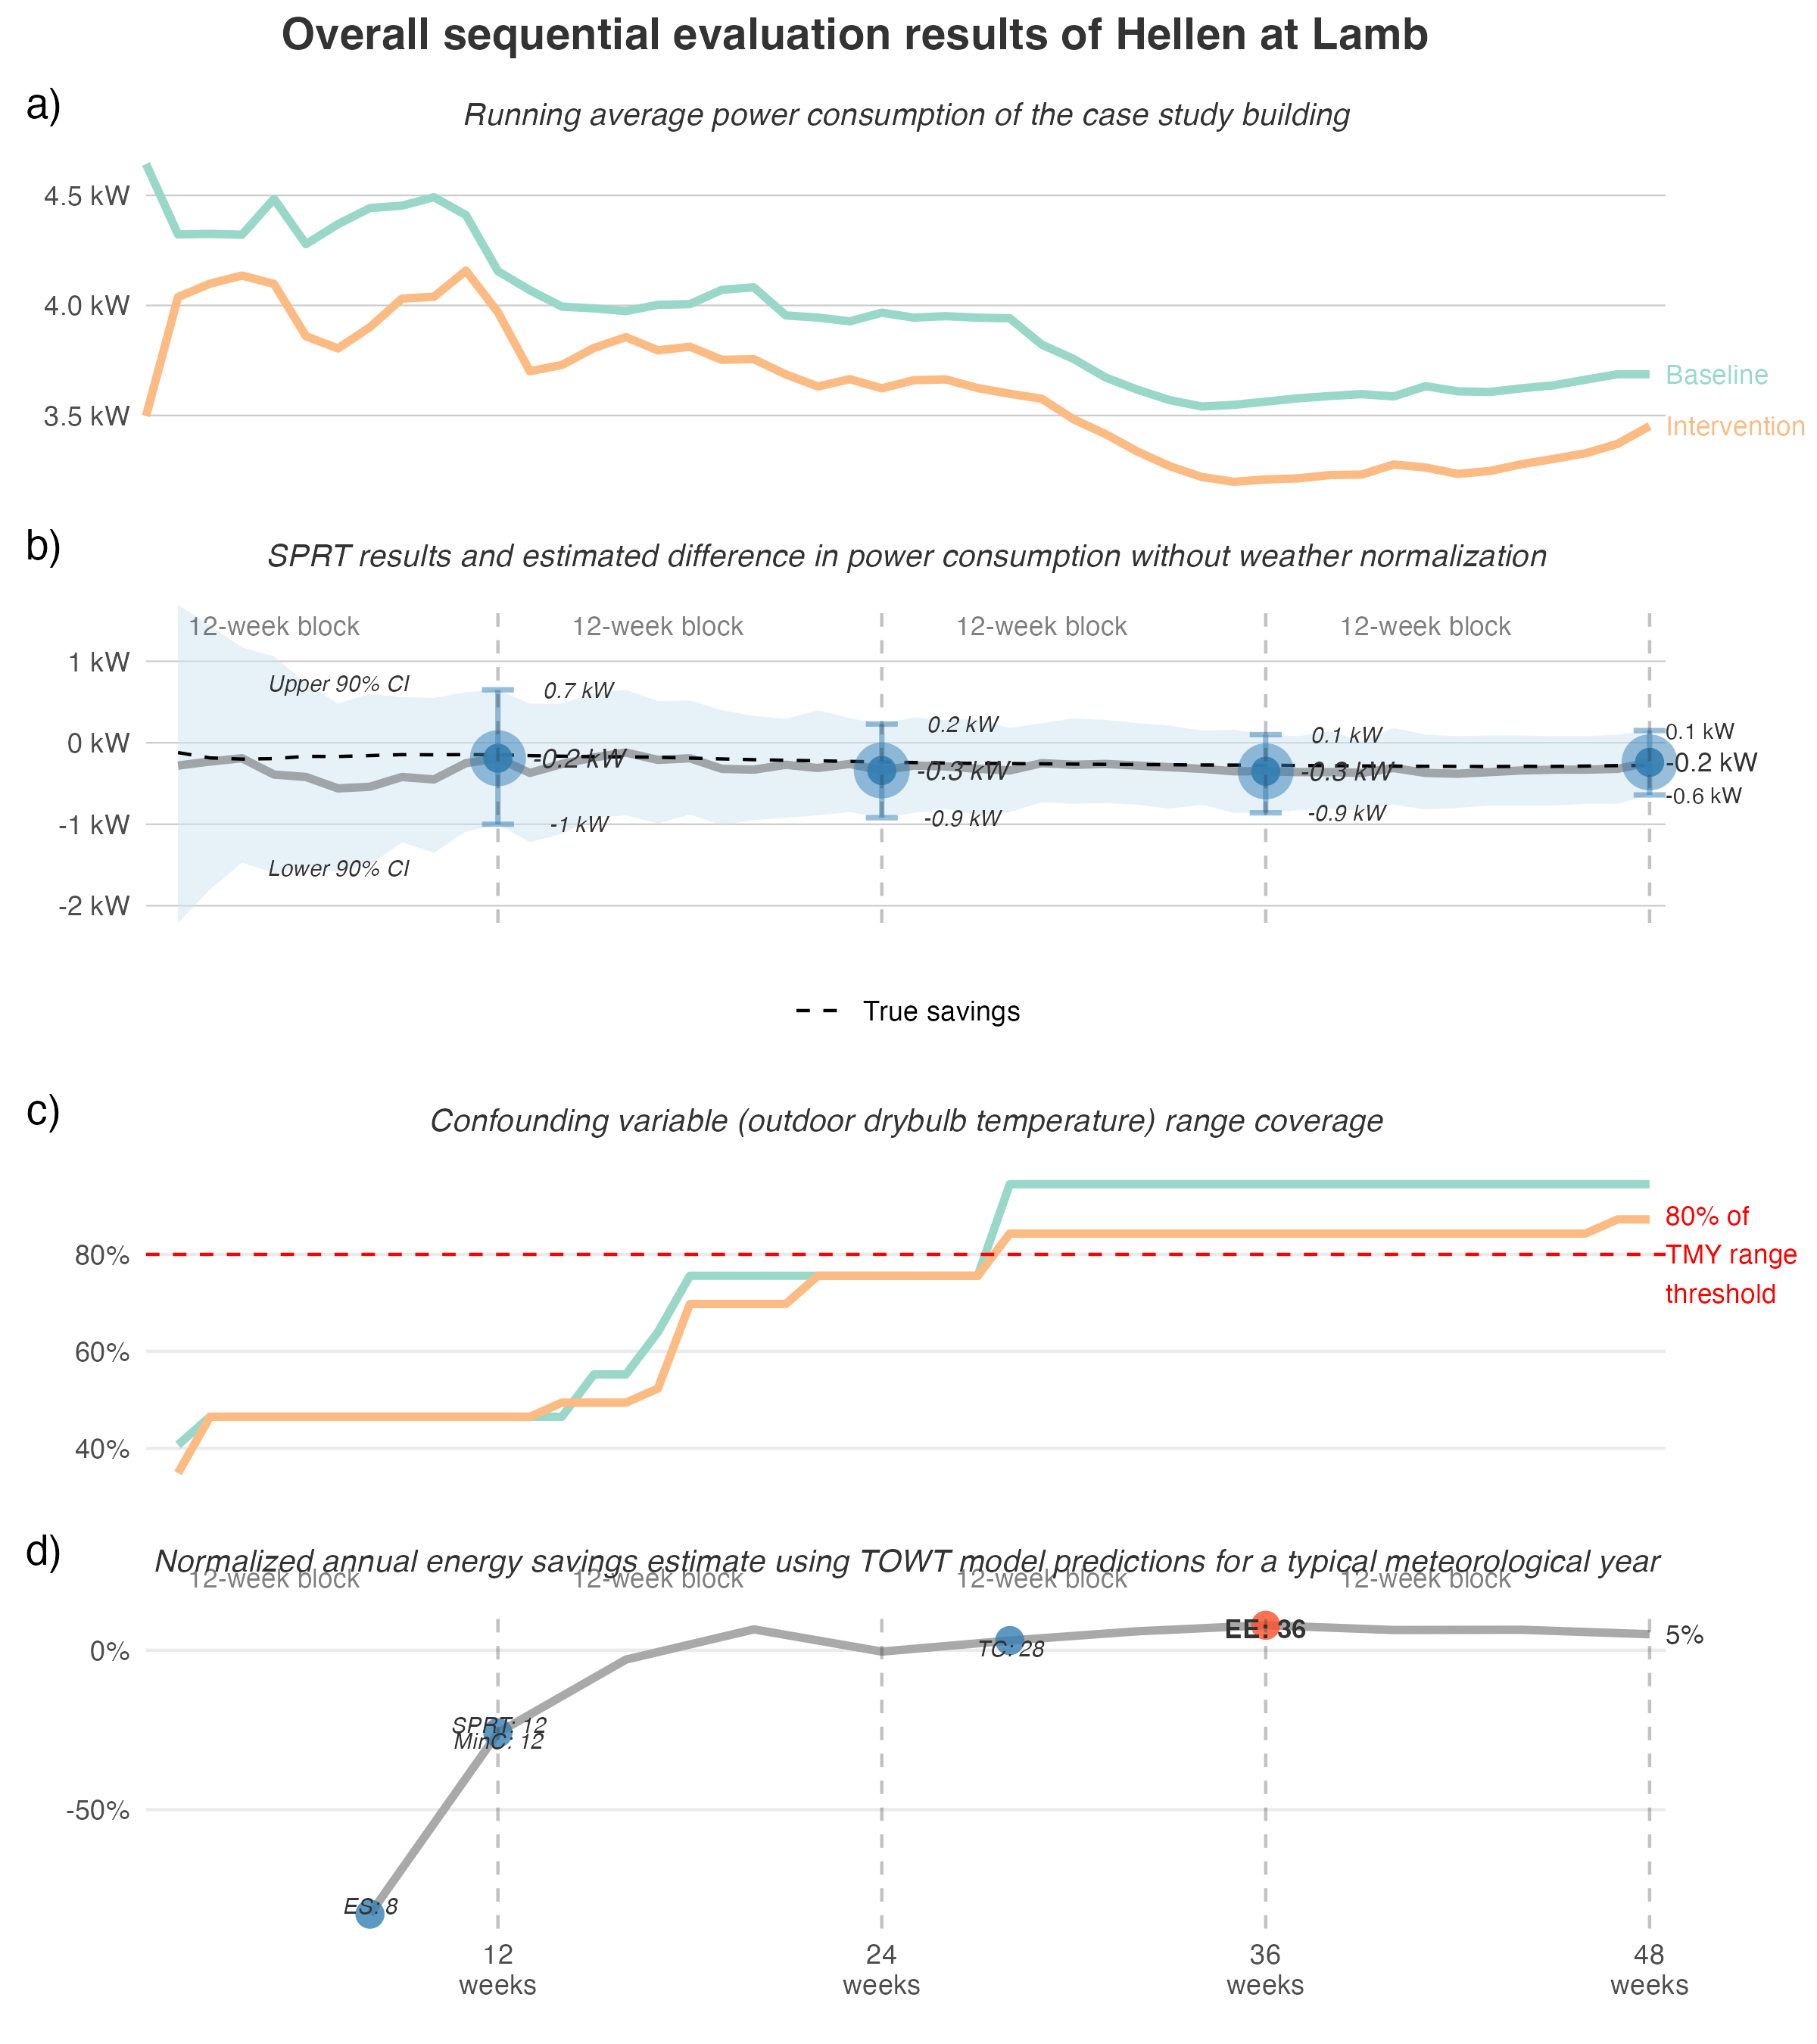 Overall sequential evaluation results of Hellen at Lamb
a)
Running average power consumption of the case study building
4.5 kW
4.0 kW
3.5 kW
Baseline
Intervention
b)
SPRT results and estimated difference in power consumption without weather normalization
12-week block 12-week block 12-week block 12-week block
1 kW
0 kW
-1 kW
-2 kW
Upper 90% CI
Lower 90% CI
0.7 kW
-0.2 kW
-1 kW
0.2 kW
-0.3 kW
-0.9 kW
0.1 kW
-0.3 kW
-0.9 kW
0.1 kW
-0.2 kW
-0.6 kW
True savings
c)
Confounding variable (outdoor drybulb temperature) range coverage
80%
60%
40%
80% of
TMY range
threshold
d)
Normalized annual energy savings estimate using TOWT model predictions for a typical meteorological year
12-week block 12-week block 12-week block 12-week block
0%
-50%
ES: 8
SPRT: 12
MinC: 12
TC: 28
EE: 36
5%
12 weeks
24 weeks
36 weeks
48 weeks